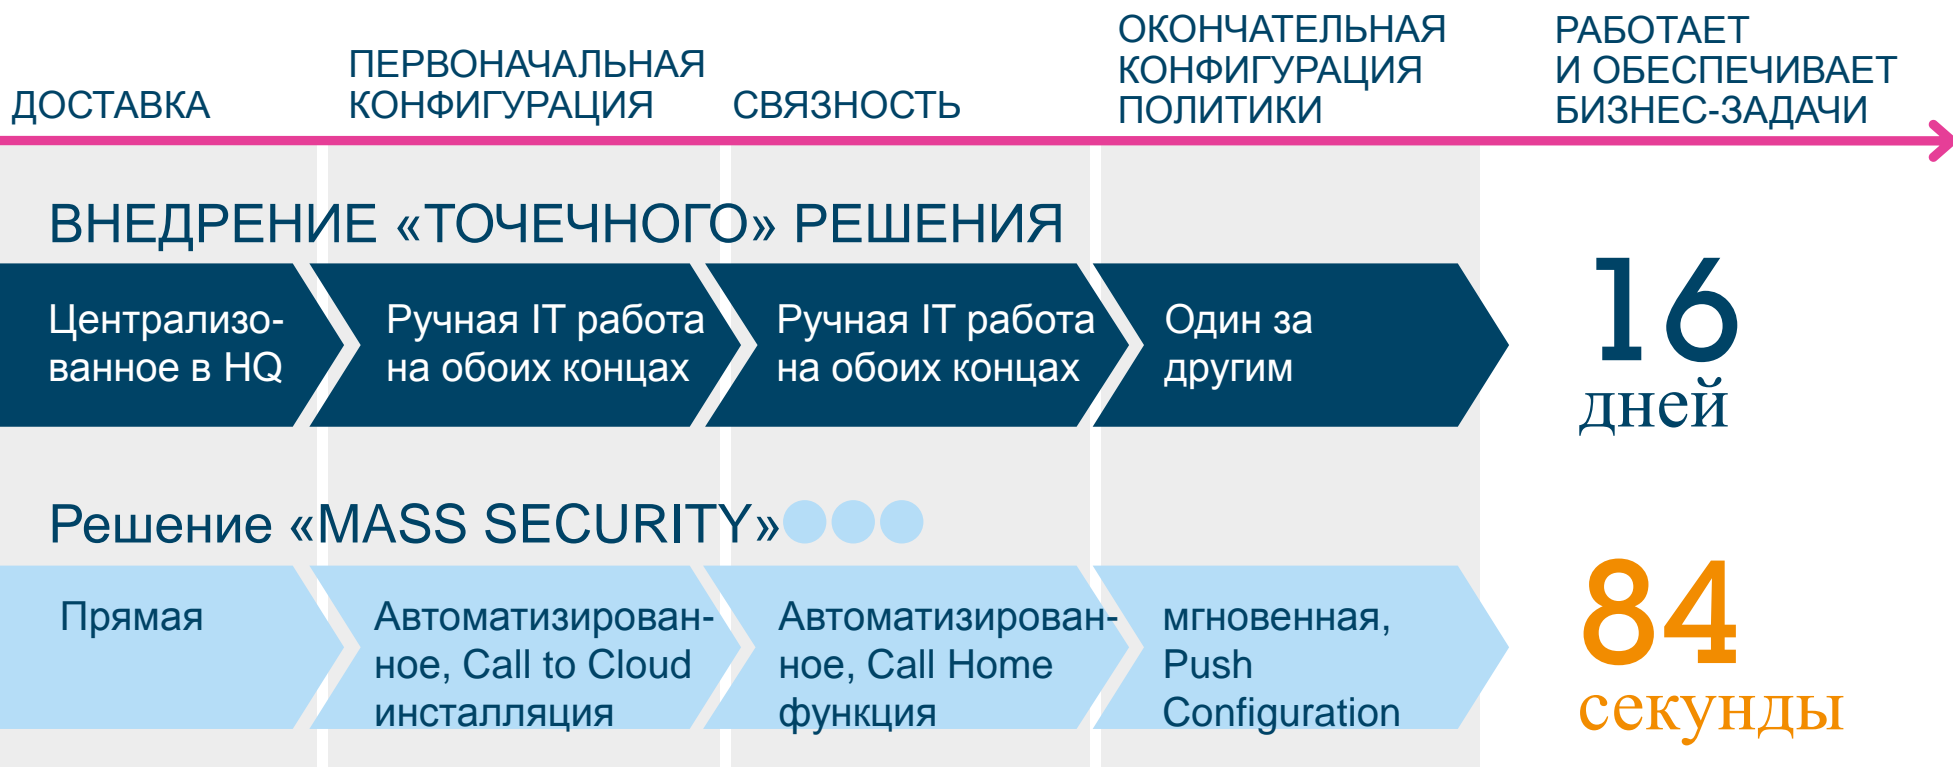 ДОСТАВКА
ПЕРВОНАЧАЛЬНАЯ
КОНФИГУРАЦИЯ
СВЯЗНОСТЬ
ОКОНЧАТЕЛЬНАЯ
КОНФИГУРАЦИЯ
ПОЛИТИКИ
РАБОТАЕТ
И ОБЕСПЕЧИВАЕТ
БИЗНЕС-ЗАДАЧИ
ВНЕДРЕНИЕ «ТОЧЕЧНОГО» РЕШЕНИЯ
Централизо-
ванное в HQ
Ручная IT работа
на обоих концах
Ручная IT работа
на обоих концах
Один за
другим
16
дней
Решение «MASS SECURITY»
Прямая
Автоматизирован-
ное, Call to Cloud
инсталляция
Автоматизирован-
ное, Call Home
функция
мгновенная,
Push
Configuration
84
секунды